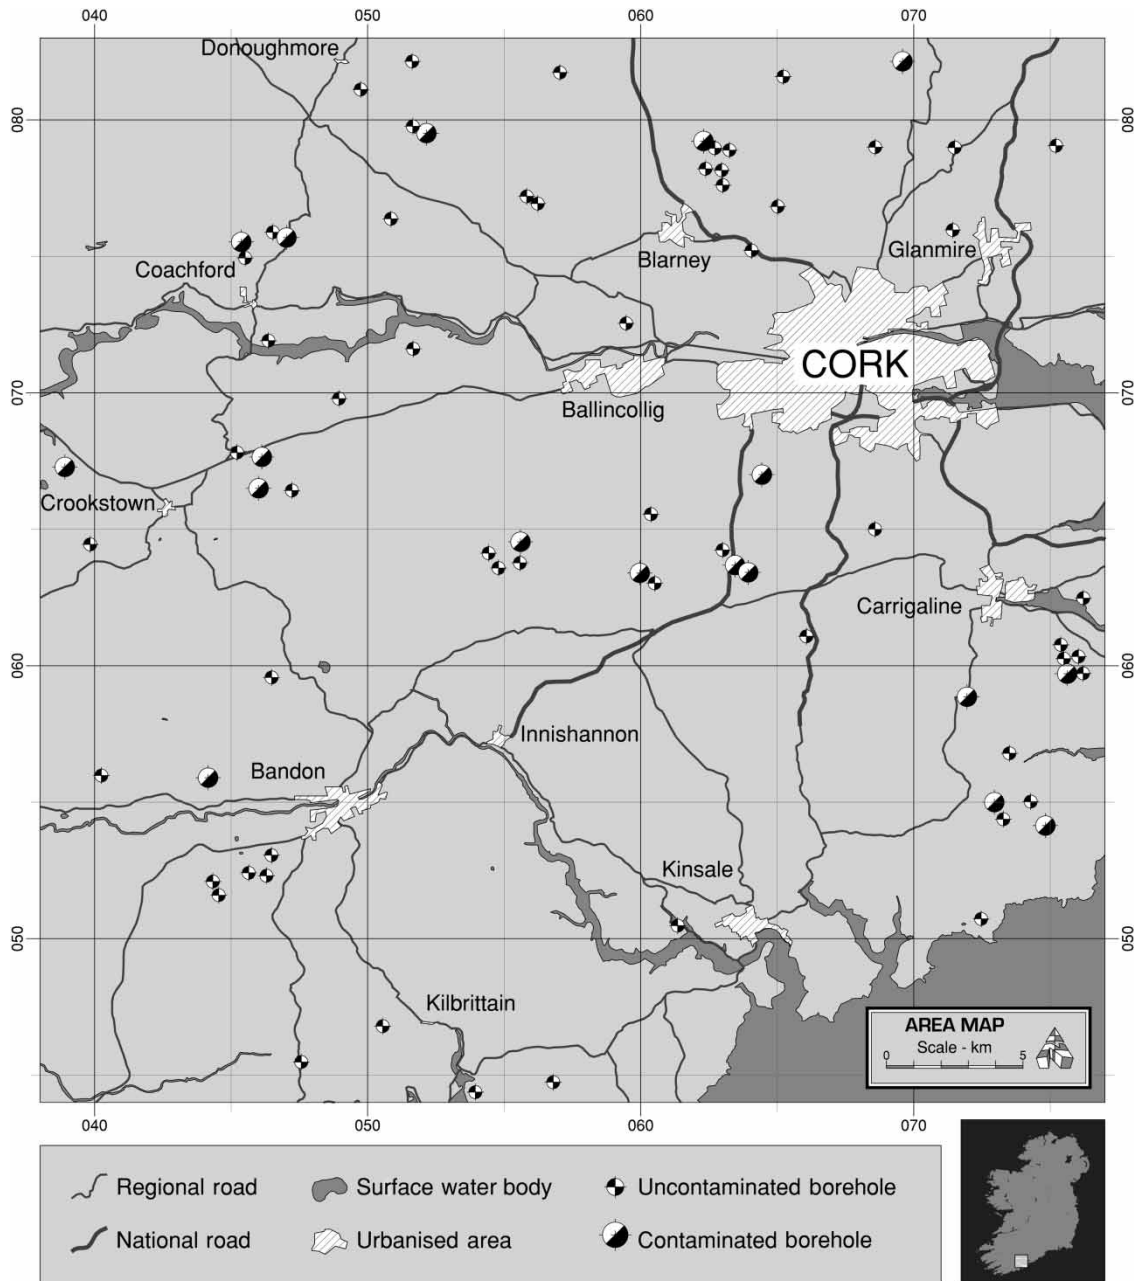 040 050 060 070
Donoughmore
080 080
Blarney Glanmire
Coachford
CORK
070 070
Ballincollig
Crookstown
Carrigaline
060 060
Innishannon
Bandon
Kinsale
050 050
Kilbrittain
AREA MAP
Scale - km
0 5
040 050 060 070
Regional road Surface water body Uncontaminated borehole
National road Urbanised area Contaminated borehole